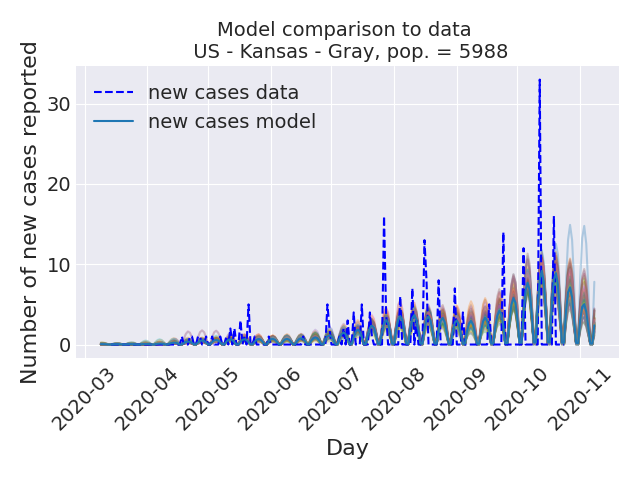 Model comparison to data
US - Kansas - Gray, pop. = 5988
Number of new cases reported
30
20
10
0
new cases data
new cases model
2020-03
2020-04
2020-05
2020-06
2020-07
2020-08
2020-09
2020-10
2020-11
Day